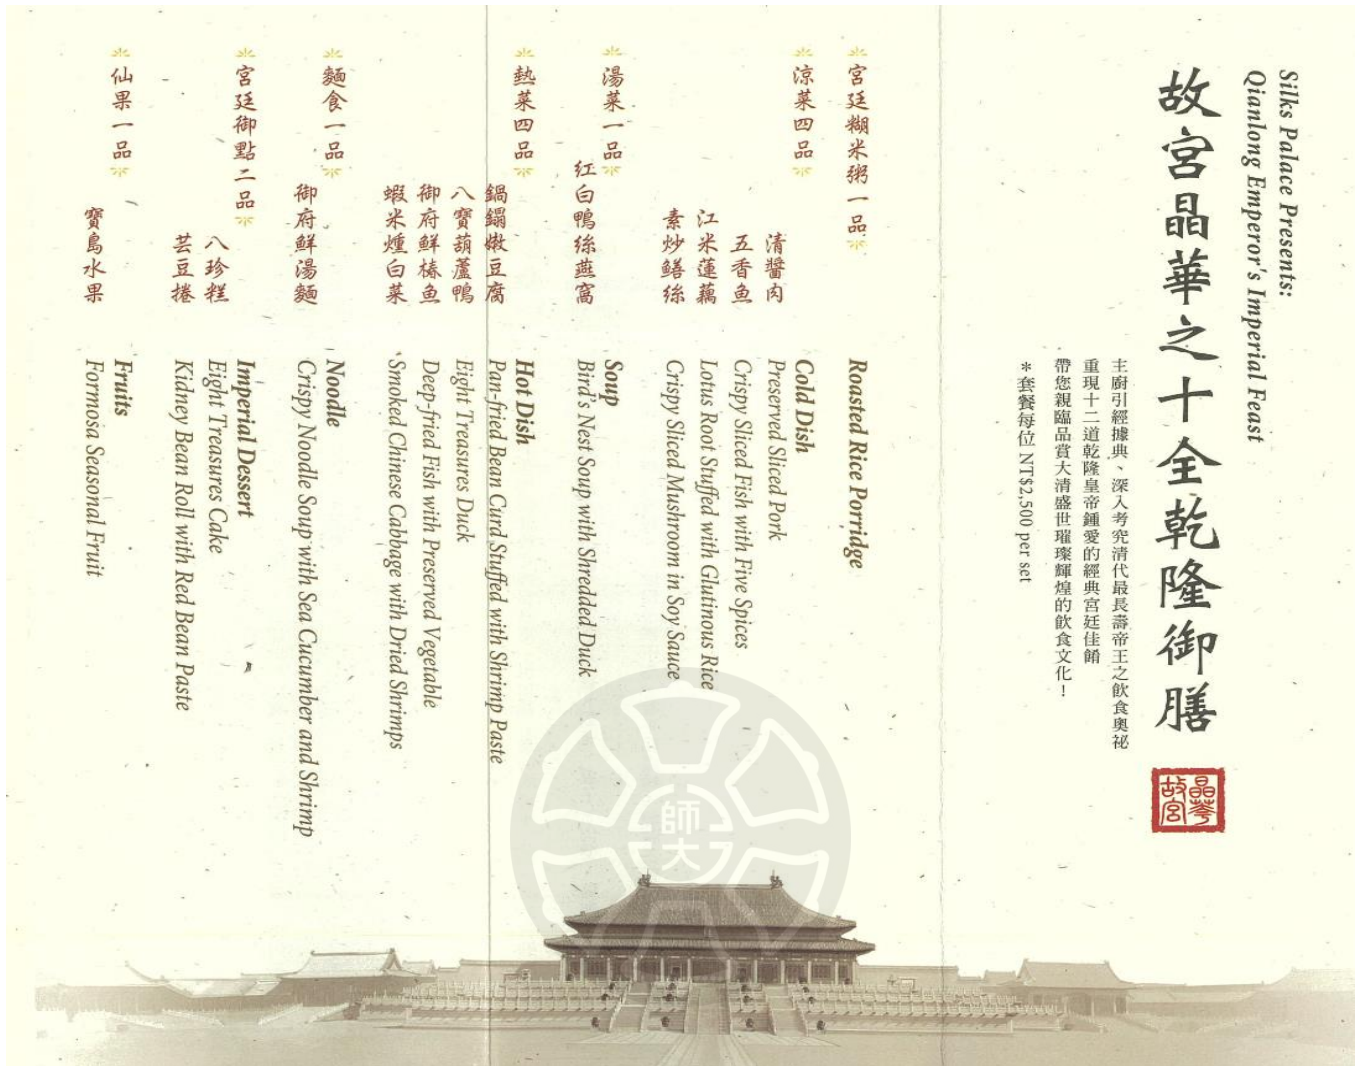 Silks Palace Presents:
Qianlong Emperor's Imperial Feast
故宮晶華之十全乾隆御膳
晶華
故宮
主廚引經據典、深入考究清代最長壽帝王之飲食奧祕
重現十二道乾隆皇帝鍾愛的經典宮廷佳餚
帶您親臨品賞大清盛世璀璨輝煌的飲食文化！
*套餐每位 NT$2,500 per set
宮廷糊米粥一品
Roasted Rice Porridge
涼菜四品
Cold Dish
清醬肉
Preserved Sliced Pork
五香魚
Crispy Sliced Fish with Five Spices
江米蓮藕
Lotus Root Stuffed with Glutinous Rice
素炒鱔絲
Crispy Sliced Mushroom in Soy Sauce
湯菜一品
Soup
紅白鴨絲燕窩
Bird's Nest Soup with Shredded Duck
熱菜四品
Hot Dish
鍋鎉嫩豆腐
Pan-fried Bean Curd Stuffed with Shrimp Paste
八寶葫蘆鴨
Eight Treasures Duck
御府鮮椿魚
Deep-fried Fish with Preserved Vegetable
蝦米燻白菜
Smoked Chinese Cabbage with Dried Shrimps
麵食一品
Noodle
御府鮮湯麵
Crispy Noodle Soup with Sea Cucumber and Shrimp
宮廷御點二品
Imperial Dessert
八珍糕
Eight Treasures Cake
芸豆捲
Kidney Bean Roll with Red Bean Paste
仙果一品
Fruits
寶島水果
Formosa Seasonal Fruit
師大